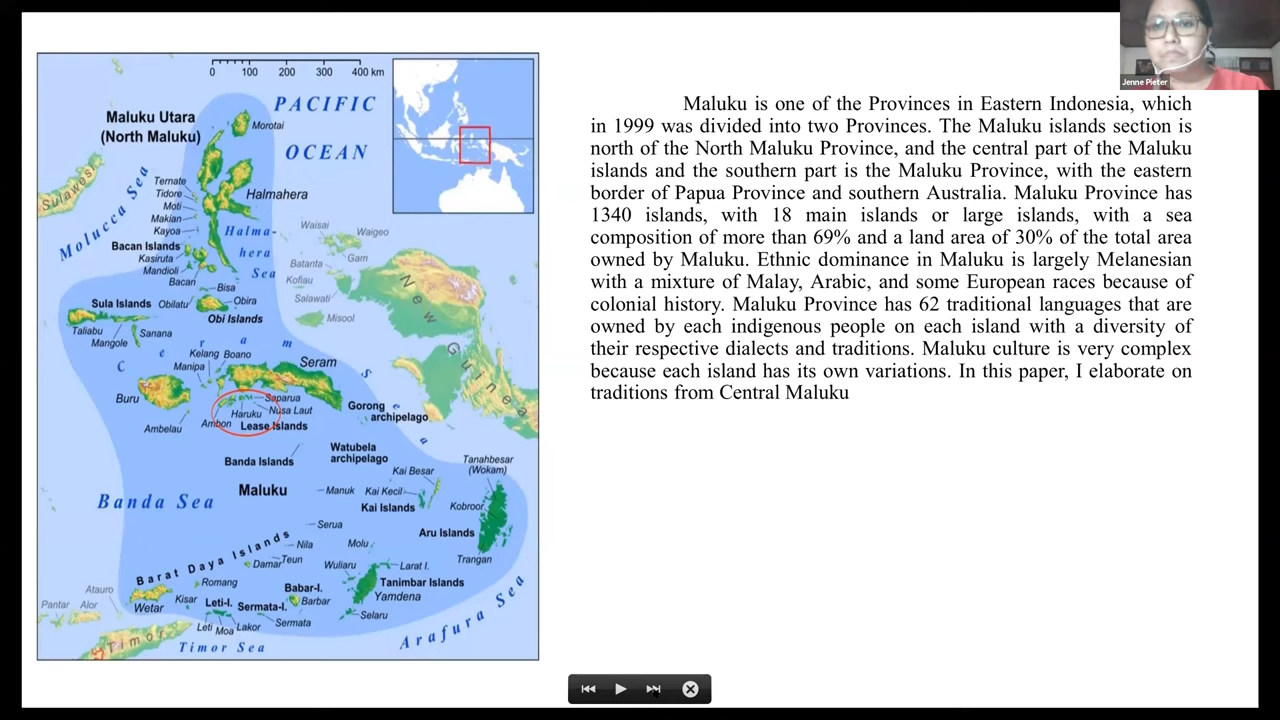 0 100 200 300 400 km
PACIFIC
OCEAN
Maluku Utara
(North Maluku)
Morotai
Sulawesi
Molucca Sea
Ternate
Tidore
Moti
Makian
Kayoa
Halmahera
Halma-
hera
Sea
Bacan Islands
Kasiruta
Mandioli
Bacan
Bisa
Waisai
Waigeo
Gam
Batanta
Kofiau
Salawati
Misool
New
Guinea
Sula Islands
Obilatu
Obira
Obi Islands
Taliabu
Mangole
Sanana
Ceram Sea
Kelang
Boano
Manipa
Seram
Buru
Saparua
Haruku
Nusa Laut
Ambon
Lease Islands
Ambelau
Gorong
archipelago
Banda Islands
Watubela
archipelago
Kai Besar
Tanahbesar
(Wokam)
Maluku
Manuk
Kai Kecil
Kai Islands
Kobroor
Banda Sea
Aru Islands
Serua
Nila
Molu
Trangan
Barat Daya Islands
Damar
Teun
Wuliaru
Larat I.
Tanimbar Islands
Yamdena
Romang
Babar-I.
Barbar
Atauro
Pantar
Alor
Wetar
Kisar
Leti-I.
Sermata-I.
Selaru
Leti
Moa
Lakor
Sermata
Timor
Timor Sea
Arafura Sea
Jenne Pieter
Maluku is one of the Provinces in Eastern Indonesia, which
in 1999 was divided into two Provinces. The Maluku islands section is
north of the North Maluku Province, and the central part of the Maluku
islands and the southern part is the Maluku Province, with the eastern
border of Papua Province and southern Australia. Maluku Province has
1340 islands, with 18 main islands or large islands, with a sea
composition of more than 69% and a land area of 30% of the total area
owned by Maluku. Ethnic dominance in Maluku is largely Melanesian
with a mixture of Malay, Arabic, and some European races because of
colonial history. Maluku Province has 62 traditional languages that are
owned by each indigenous people on each island with a diversity of
their respective dialects and traditions. Maluku culture is very complex
because each island has its own variations. In this paper, I elaborate on
traditions from Central Maluku